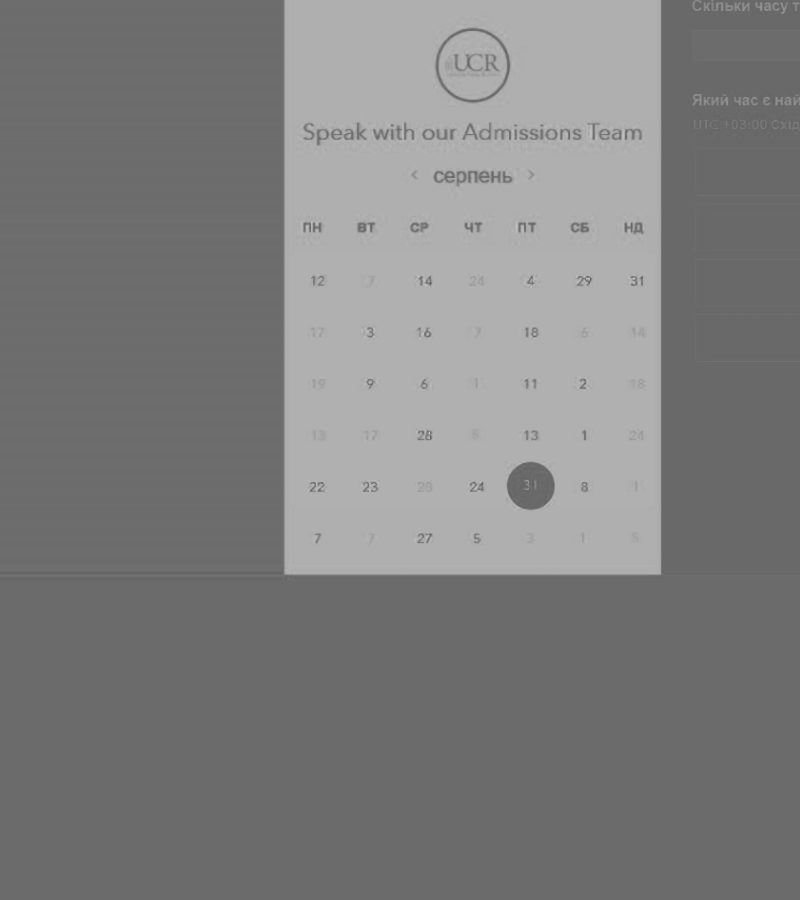 Скільки часу т
UCR
Який час є най
UTC +03:00 Схід
Speak with our Admissions Team
< серпень >
ПН ВТ СР ЧТ ПТ СБ НД
12 7 14 24 4 29 31
17 3 16 7 18 6 14
19 9 6 1 11 2 18
13 17 28 5 13 1 24
22 23 28 24 31 8 1
7 7 27 5 3 1 5